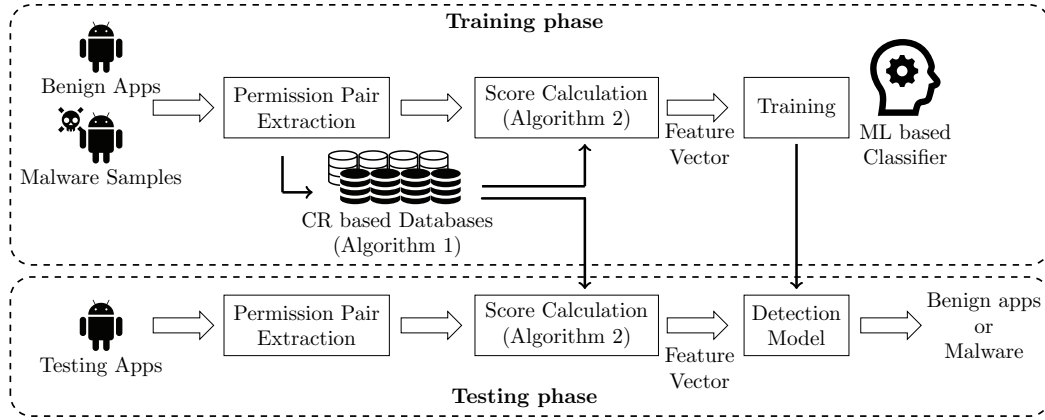 Training phase
Benign Apps
Malware Samples
Permission Pair
Extraction
Score Calculation
(Algorithm 2)
Feature
Vector
Training
ML based
Classifier
CR based Databases
(Algorithm 1)
Testing Apps
Permission Pair
Extraction
Score Calculation
(Algorithm 2)
Feature
Vector
Detection
Model
Benign apps
or
Malware
Testing phase